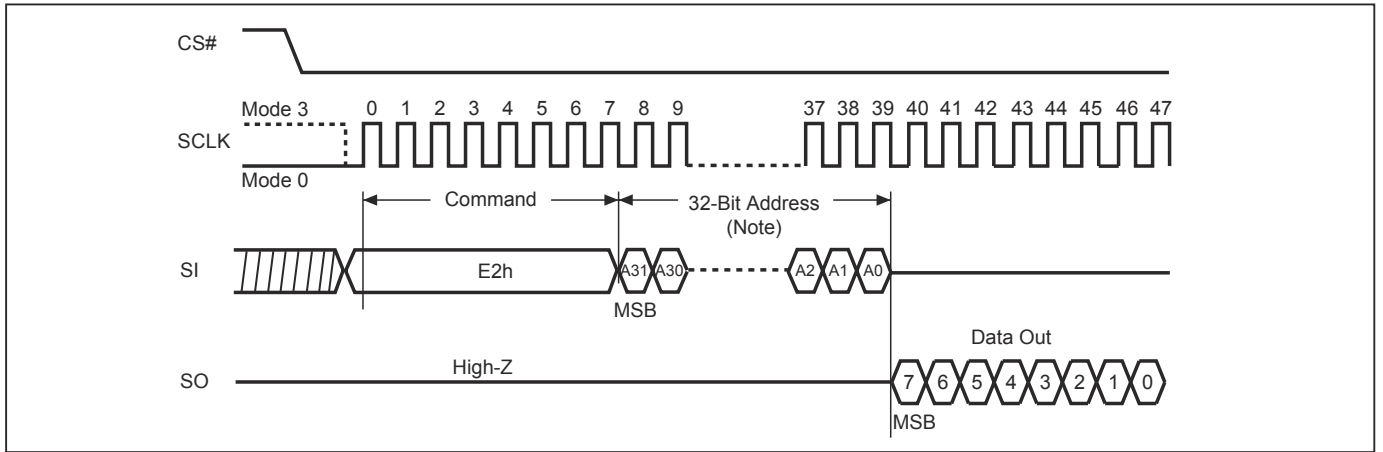 CS#
Mode 3
0 1 2 3 4 5 6 7 8 9 37 38 39 40 41 42 43 44 45 46 47
SCLK
Mode 0
Command
32-Bit Address
(Note)
SI
E2h
A31 A30 A2 A1 A0
MSB
Data Out
High-Z
SO
7 6 5 4 3 2 1 0
MSB